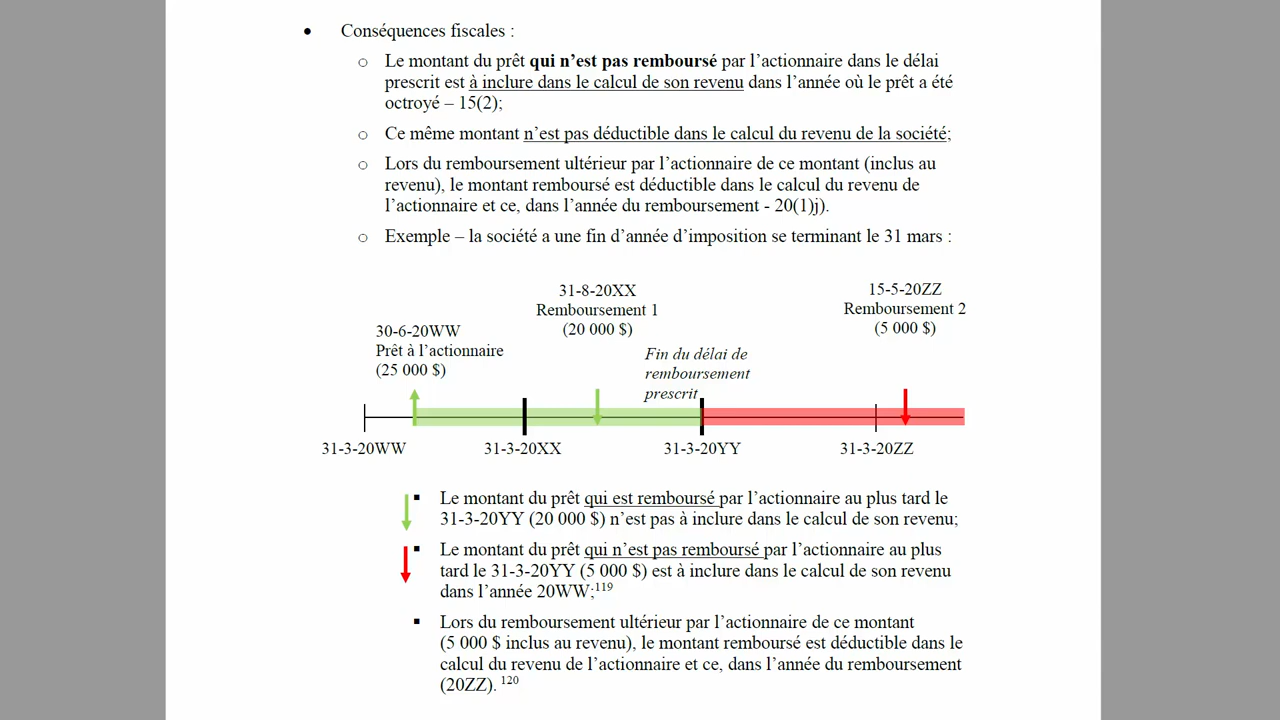 • Conséquences fiscales :
○ Le montant du prêt qui n’est pas remboursé par l’actionnaire dans le délai
prescrit est à inclure dans le calcul de son revenu dans l’année où le prêt a été
octroyé – 15(2);
○ Ce même montant n’est pas déductible dans le calcul du revenu de la société;
○ Lors du remboursement ultérieur par l’actionnaire de ce montant (inclus au
revenu), le montant remboursé est déductible dans le calcul du revenu de
l’actionnaire et ce, dans l’année du remboursement - 20(1)j).
○ Exemple – la société a une fin d’année d’imposition se terminant le 31 mars :
31-8-20XX
Remboursement 1
(20 000 $)
15-5-20ZZ
Remboursement 2
(5 000 $)
30-6-20WW
Prêt à l’actionnaire
(25 000 $)
Fin du délai de
remboursement
prescrit
31-3-20WW
31-3-20XX
31-3-20YY
31-3-20ZZ
▪ Le montant du prêt qui est remboursé par l’actionnaire au plus tard le
31-3-20YY (20 000 $) n’est pas à inclure dans le calcul de son revenu;
▪ Le montant du prêt qui n’est pas remboursé par l’actionnaire au plus
tard le 31-3-20YY (5 000 $) est à inclure dans le calcul de son revenu
dans l’année 20WW;119
▪ Lors du remboursement ultérieur par l’actionnaire de ce montant
(5 000 $ inclus au revenu), le montant remboursé est déductible dans le
calcul du revenu de l’actionnaire et ce, dans l’année du remboursement
(20ZZ). 120